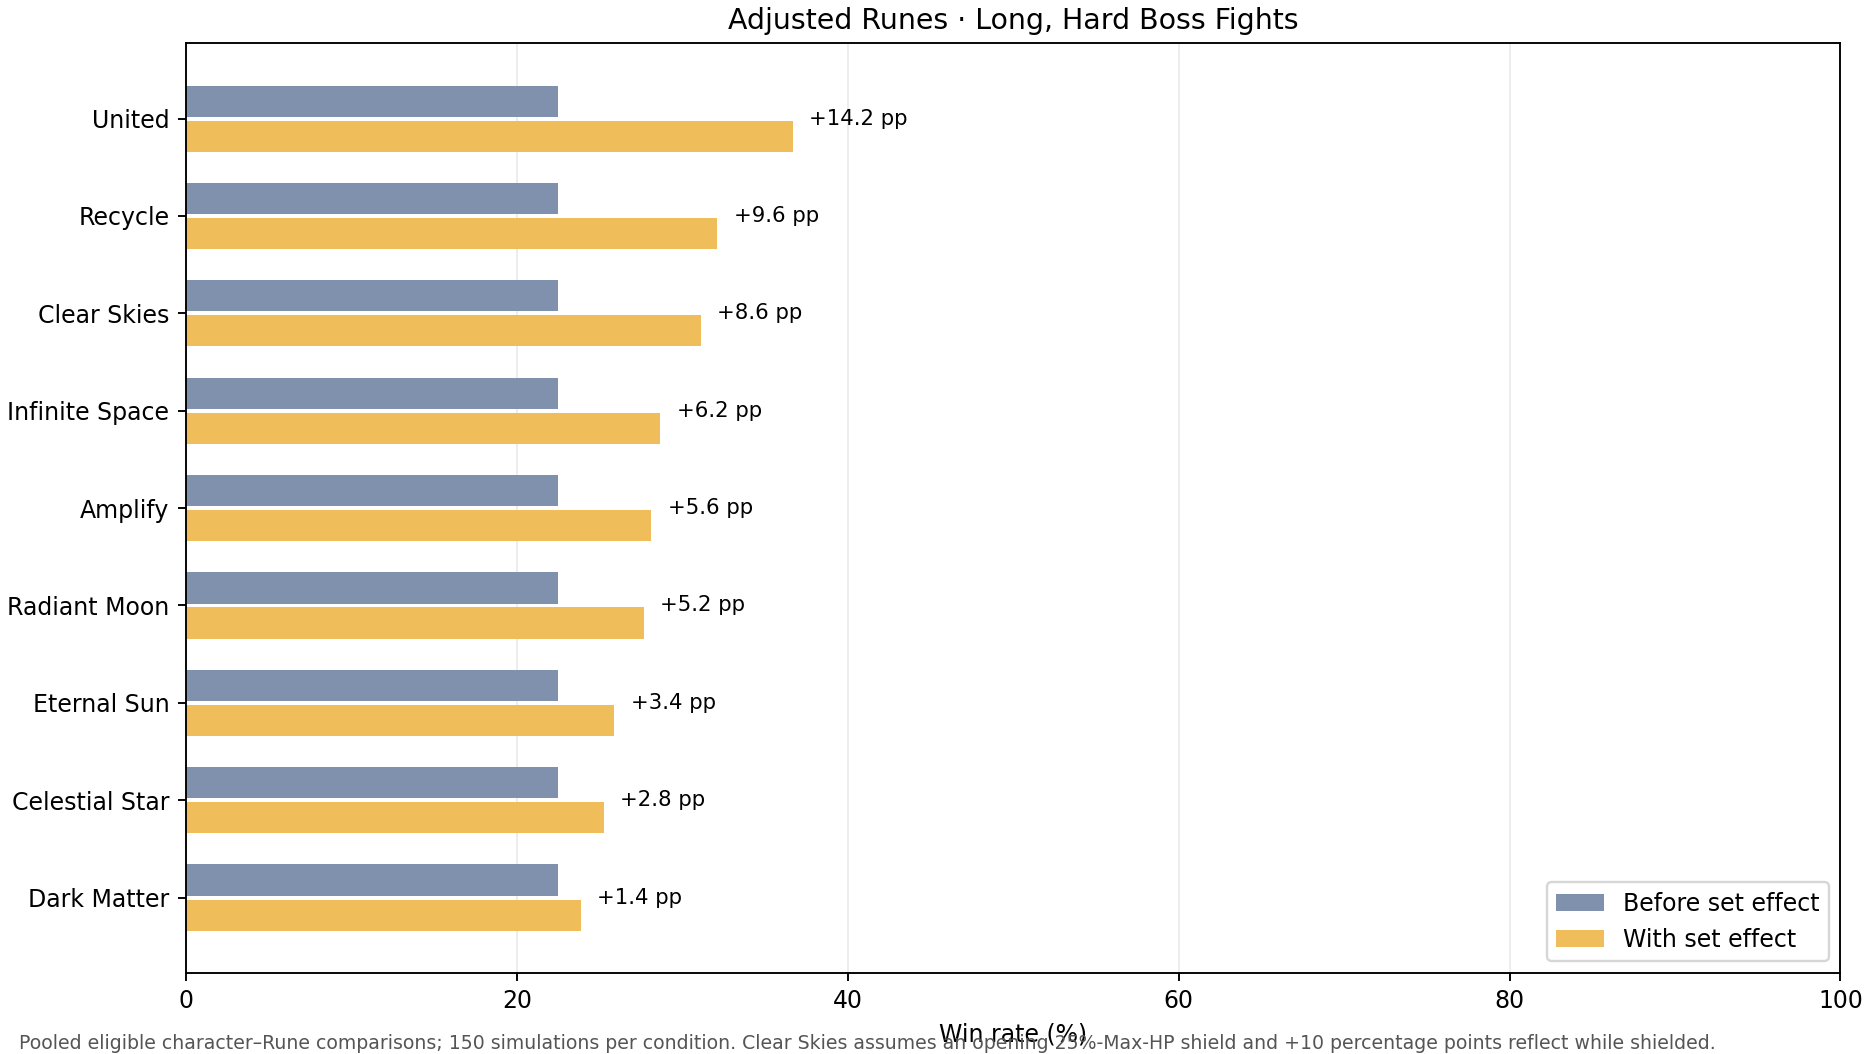 Adjusted Runes · Long, Hard Boss Fights
United
+14.2 pp
Recycle
+9.6 pp
Clear Skies
+8.6 pp
Infinite Space
+6.2 pp
Amplify
+5.6 pp
Radiant Moon
+5.2 pp
Eternal Sun
+3.4 pp
Celestial Star
+2.8 pp
Dark Matter
+1.4 pp
Before set effect
With set effect
0 20 40 60 80 100
Win rate (%)
Pooled eligible character–Rune comparisons; 150 simulations per condition. Clear Skies assumes an opening 25%-Max-HP shield and +10 percentage points reflect while shielded.